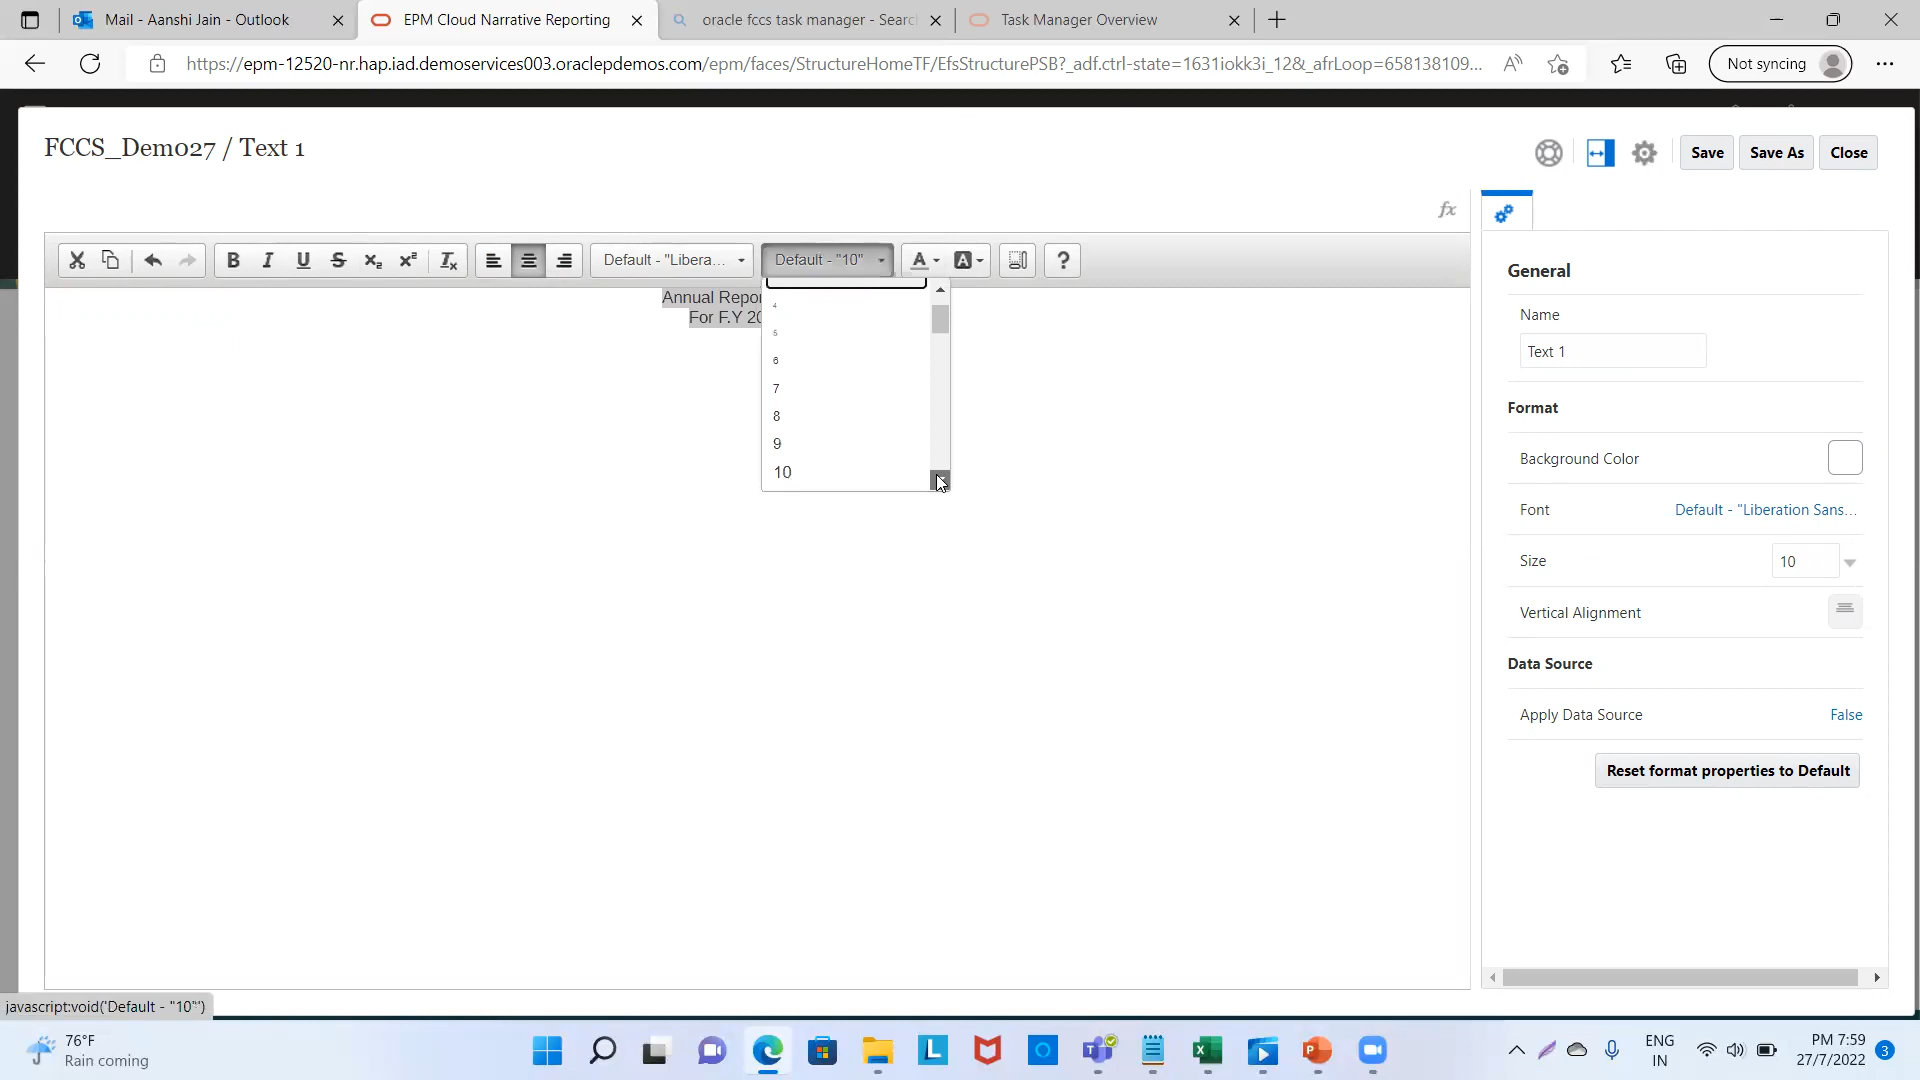 Mail - Aanshi Jain - Outlook
EPM Cloud Narrative Reporting
oracle fccs task manager - Searc
Task Manager Overview
https://epm-12520-nr.hap.iad.demoservices003.oraclepdemos.com/epm/faces/StructureHomeTF/EfsStructurePSB?_adf.ctrl-state=1631iokk3i_12&_afrLoop=658138109...
Not syncing
FCCS_Demo27 / Text 1
Save
Save As
Close
fx
B I U S x₂ x² Tx
Default - "Libera...
Default - "10"
A
A
?
Annual Repor
For F.Y 20
4
5
6
7
8
9
10
General
Name
Text 1
Format
Background Color
Font
Default - "Liberation Sans...
Size
10
Vertical Alignment
Data Source
Apply Data Source
False
Reset format properties to Default
javascript:void('Default - "10"')
76°F
Rain coming
ENG
IN
PM 7:59
27/7/2022
3